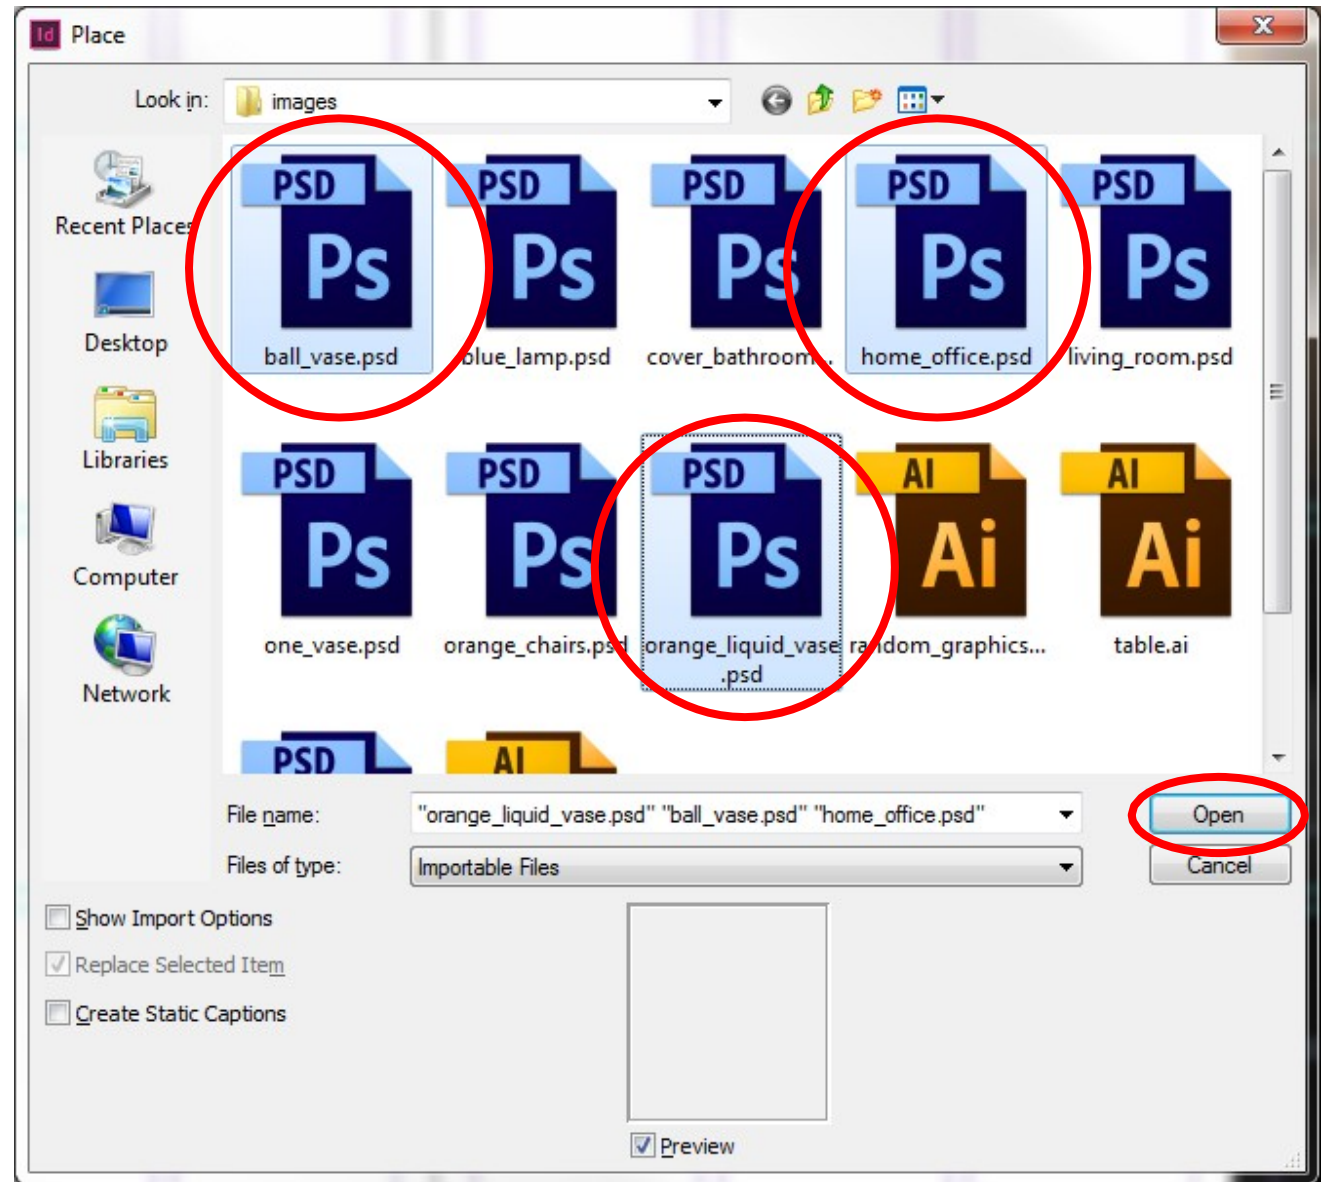 Id Place
Look in: images
Recent Places
Desktop
Libraries
Computer
Network
PSD PSD PSD PSD PSD
Ps Ps Ps Ps Ps
ball_vase.psd blue_lamp.psd cover_bathroom... home_office.psd living_room.psd
PSD PSD PSD AI AI
Ps Ps Ps Ai Ai
one_vase.psd orange_chairs.psd orange_liquid_vase random_graphics... table.ai
.psd
PSD AI
File name: "orange_liquid_vase.psd" "ball_vase.psd" "home_office.psd" Open
Files of type: Importable Files Cancel
Show Import Options
Replace Selected Item
Create Static Captions
Preview